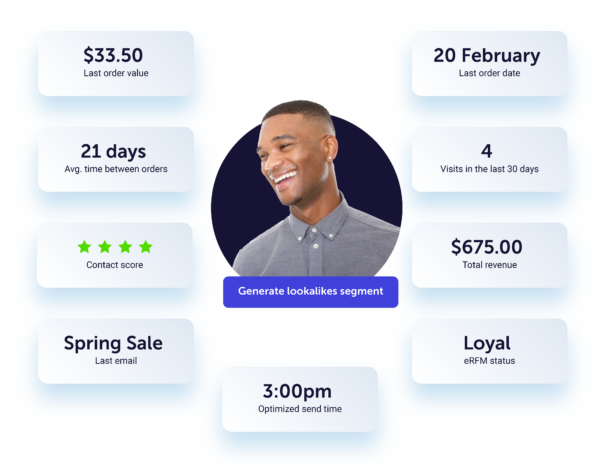 $33.50
Last order value
20 February
Last order date
21 days
Avg. time between orders
4
Visits in the last 30 days
Contact score
$675.00
Total revenue
Generate lookalikes segment
Spring Sale
Last email
Loyal
eRFM status
3:00pm
Optimized send time